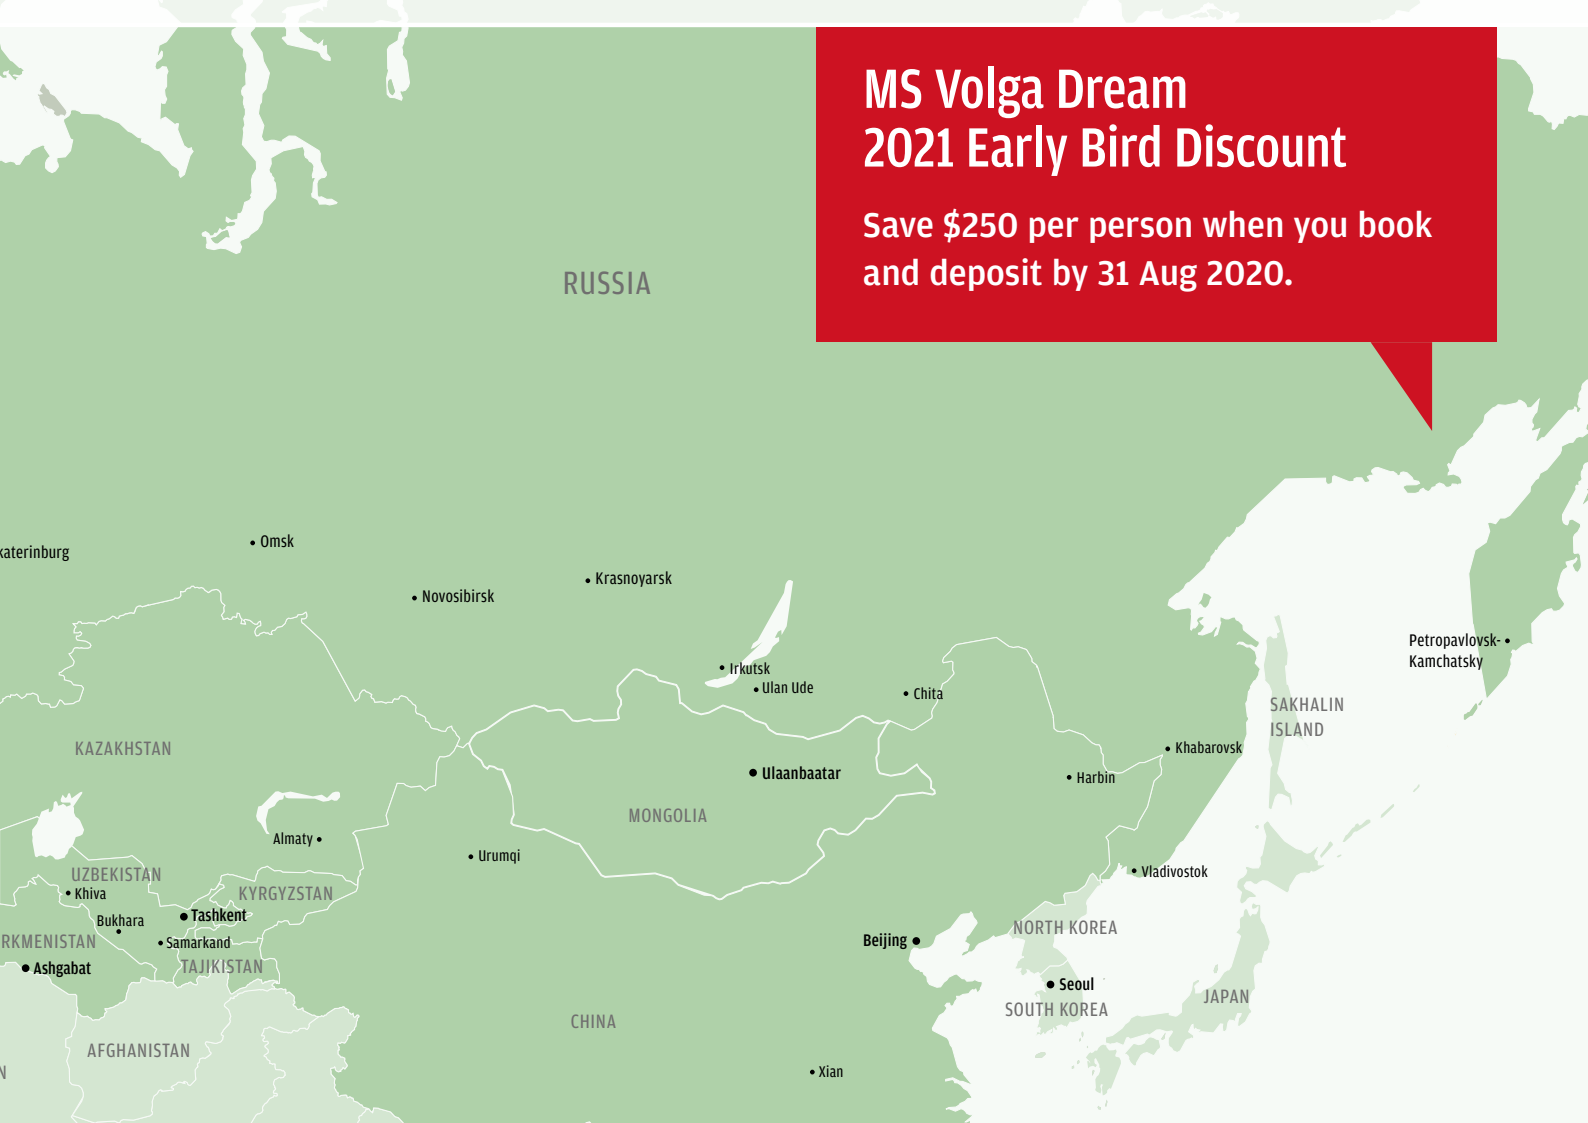 MS Volga Dream
2021 Early Bird Discount
Save $250 per person when you book
and deposit by 31 Aug 2020.
RUSSIA
katerinburg
Omsk
Novosibirsk
Krasnoyarsk
Irkutsk
Ulan Ude
Chita
Petropavlovsk-
Kamchatsky
SAKHALIN
ISLAND
KAZAKHSTAN
Khabarovsk
Ulaanbaatar
Harbin
MONGOLIA
Almaty
Urumqi
Vladivostok
UZBEKISTAN
Khiva
KYRGYZSTAN
Tashkent
Bukhara
Samarkand
RKMENISTAN
Ashgabat
TAJIKISTAN
Beijing
NORTH KOREA
Seoul
SOUTH KOREA
JAPAN
CHINA
AFGHANISTAN
N
Xian